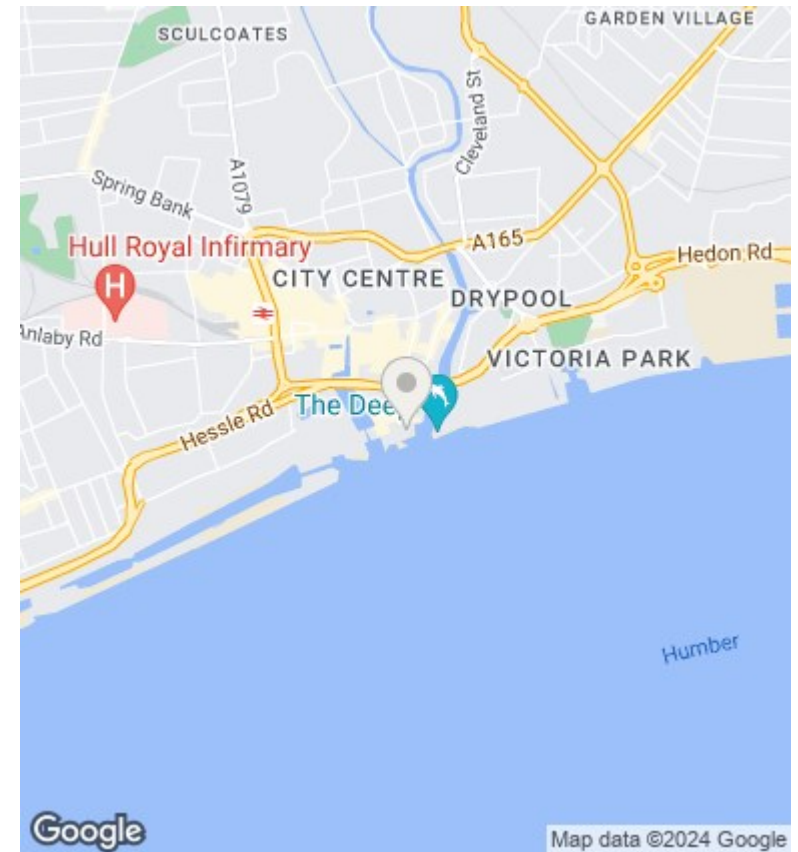 GARDEN VILLAGE
SCULCOATES
Cleveland St
A1079
Spring Bank
A165
Hull Royal Infirmary
H
Hedon Rd
CITY CENTRE
DRYPOOL
Anlaby Rd
VICTORIA PARK
The Dee
Hessle Rd
Humber
Google
Map data ©2024 Google